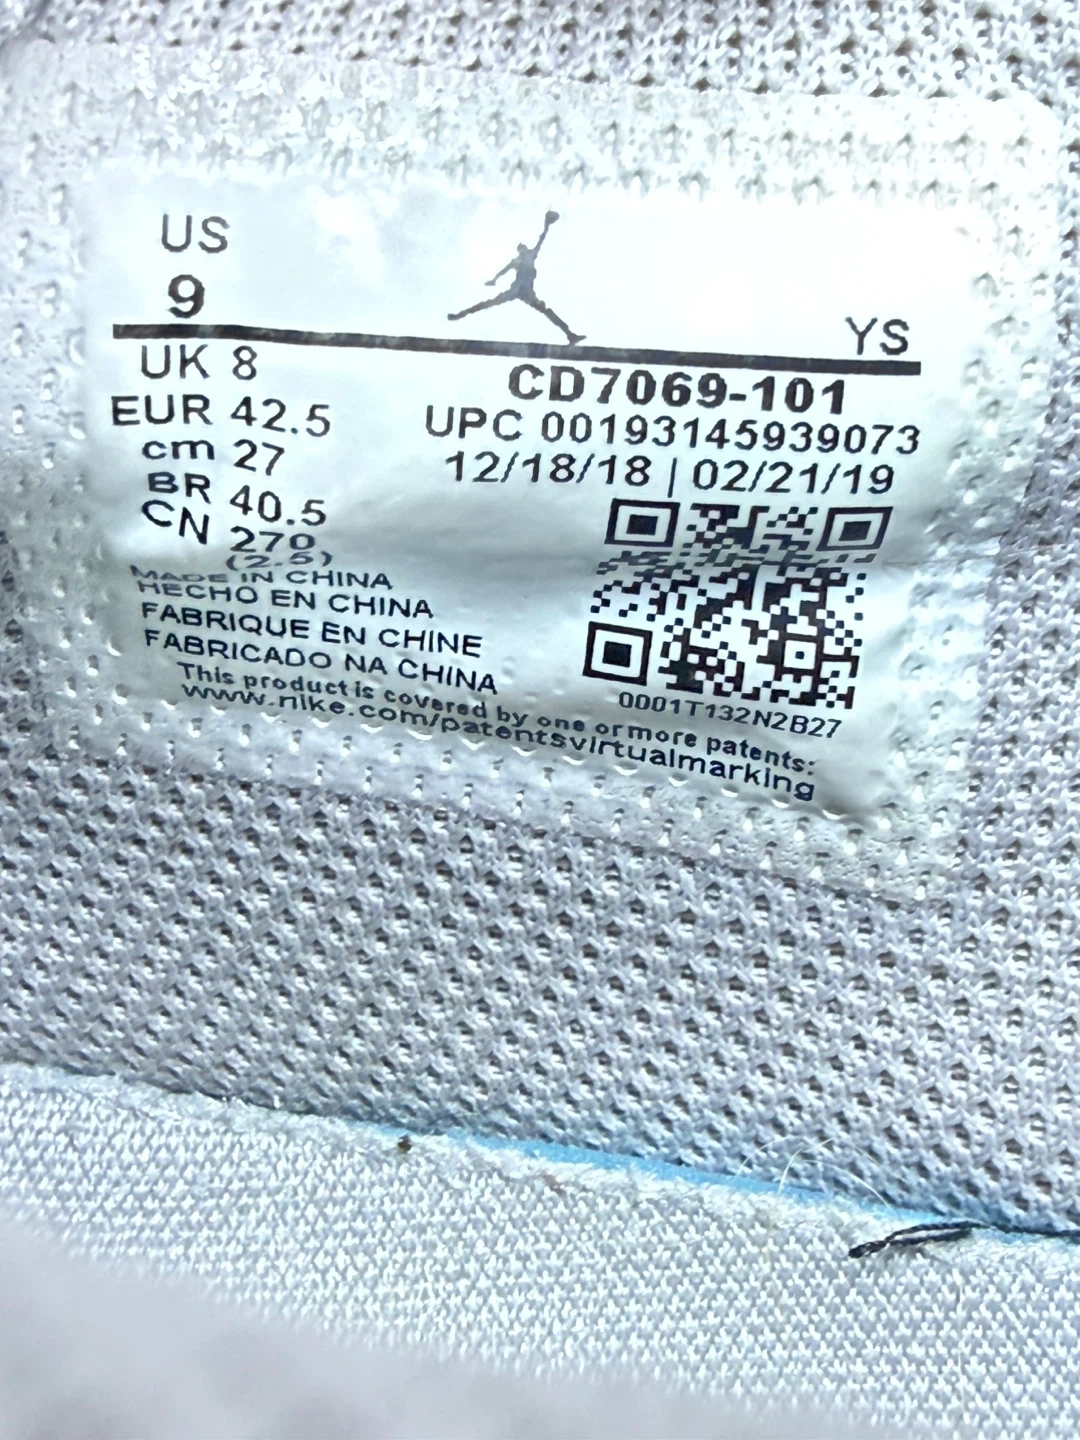 US
9
YS
UK 8
EUR 42.5
cm 27
BR 40.5
CN 270
(2.5)
CD7069-101
UPC 00193145939073
12/18/18 | 02/21/19
MADE IN CHINA
HECHO EN CHINA
FABRIQUE EN CHINE
FABRICADO NA CHINA
0001T132N2B27
This product is covered by one or more patents:
www.nike.com/patentsvirtualmarking